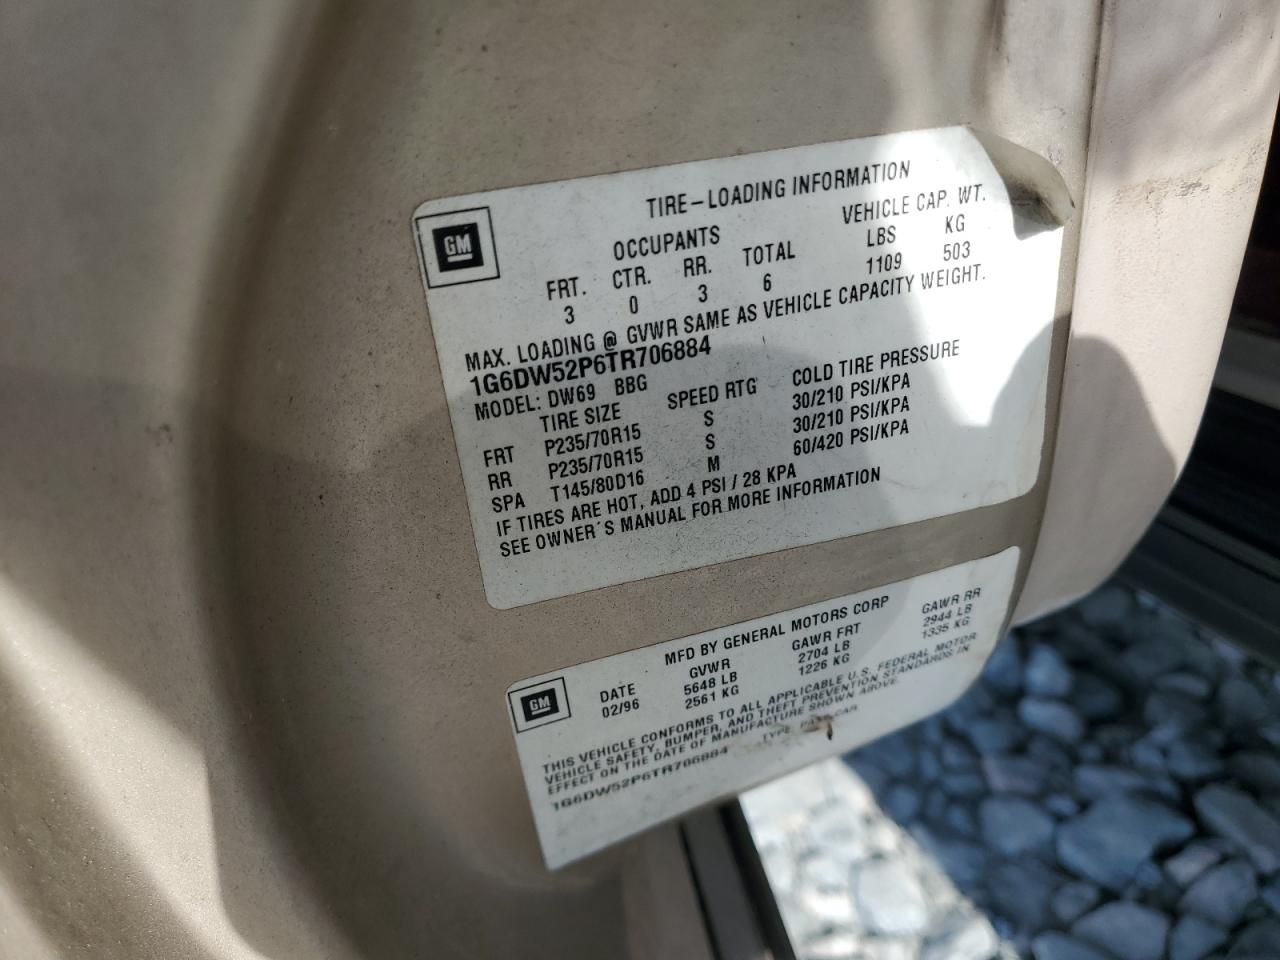 GM
TIRE-LOADING INFORMATION
OCCUPANTS VEHICLE CAP. WT.
FRT. CTR. RR. TOTAL LBS KG
3 0 3 6 1109 503
MAX. LOADING @ GVWR SAME AS VEHICLE CAPACITY WEIGHT.
1G6DW52P6TR706884
MODEL: DW69 BBG
TIRE SIZE SPEED RTG COLD TIRE PRESSURE
FRT P235/70R15 S 30/210 PSI/KPA
RR P235/70R15 S 30/210 PSI/KPA
SPA T145/80D16 M 60/420 PSI/KPA
IF TIRES ARE HOT, ADD 4 PSI / 28 KPA
SEE OWNER´S MANUAL FOR MORE INFORMATION
GM
MFD BY GENERAL MOTORS CORP
DATE GVWR GAWR FRT GAWR RR
02/96 5648 LB 2704 LB 2944 LB
2561 KG 1226 KG 1335 KG
THIS VEHICLE CONFORMS TO ALL APPLICABLE U.S. FEDERAL MOTOR
VEHICLE SAFETY, BUMPER, AND THEFT PREVENTION STANDARDS IN
EFFECT ON THE DATE OF MANUFACTURE SHOWN ABOVE.
1G6DW52P6TR706884 TYPE: PASS CAR